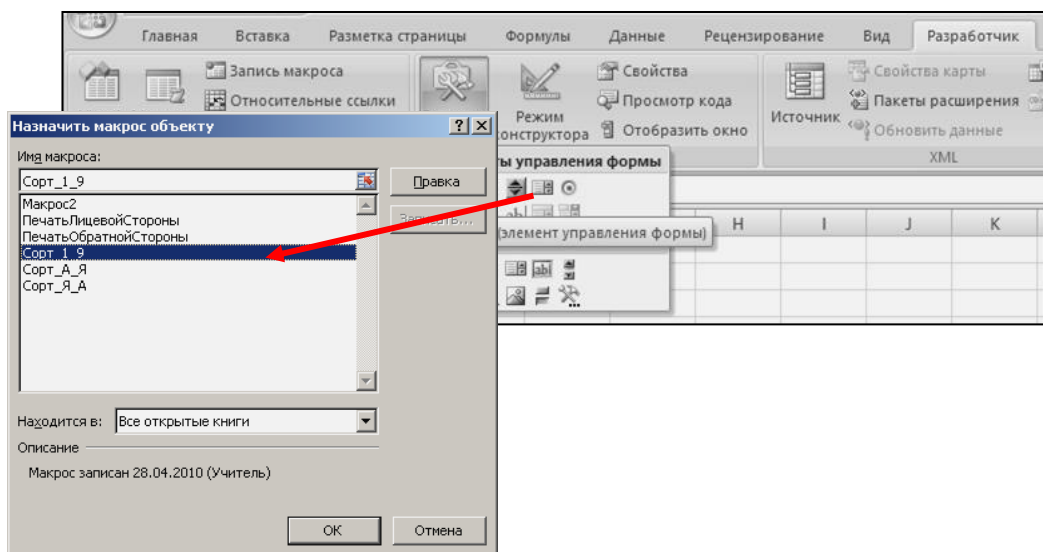 Главная Вставка Разметка страницы Формулы Данные Рецензирование Вид Разработчик
Запись макроса
Относительные ссылки
Режим
конструктора
Свойства
Просмотр кода
Отобразить окно
Источник
Свойства карты
Пакеты расширения
Обновить данные
XML
управления формы
(элемент управления формы)
H I J K
Назначить макрос объекту
Имя макроса:
Сорт_1_9
Правка
Записать...
Макрос2
ПечатьЛицевойСтороны
ПечатьОбратнойСтороны
Сорт_1_9
Сорт_А_Я
Сорт_Я_А
Находится в: Все открытые книги
Описание
Макрос записан 28.04.2010 (Учитель)
ОК Отмена